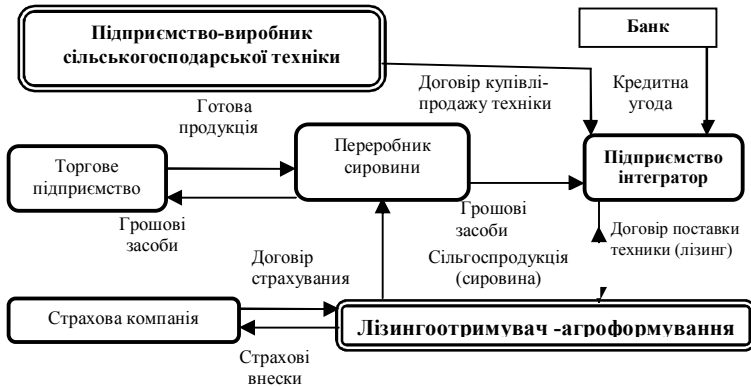 Підприємство-виробник
сільськогосподарської техніки
Банк
Договір купівлі-
продажу техніки
Кредитна
угода
Готова
продукція
Торгове
підприємство
Переробник
сировини
Підприємство
інтегратор
Грошові
засоби
Грошові
засоби
Договір поставки
техніки (лізинг)
Договір
страхування
Сільгоспродукція
(сировина)
Страхова компанія
Лізингоотримувач -агроформування
Страхові
внески